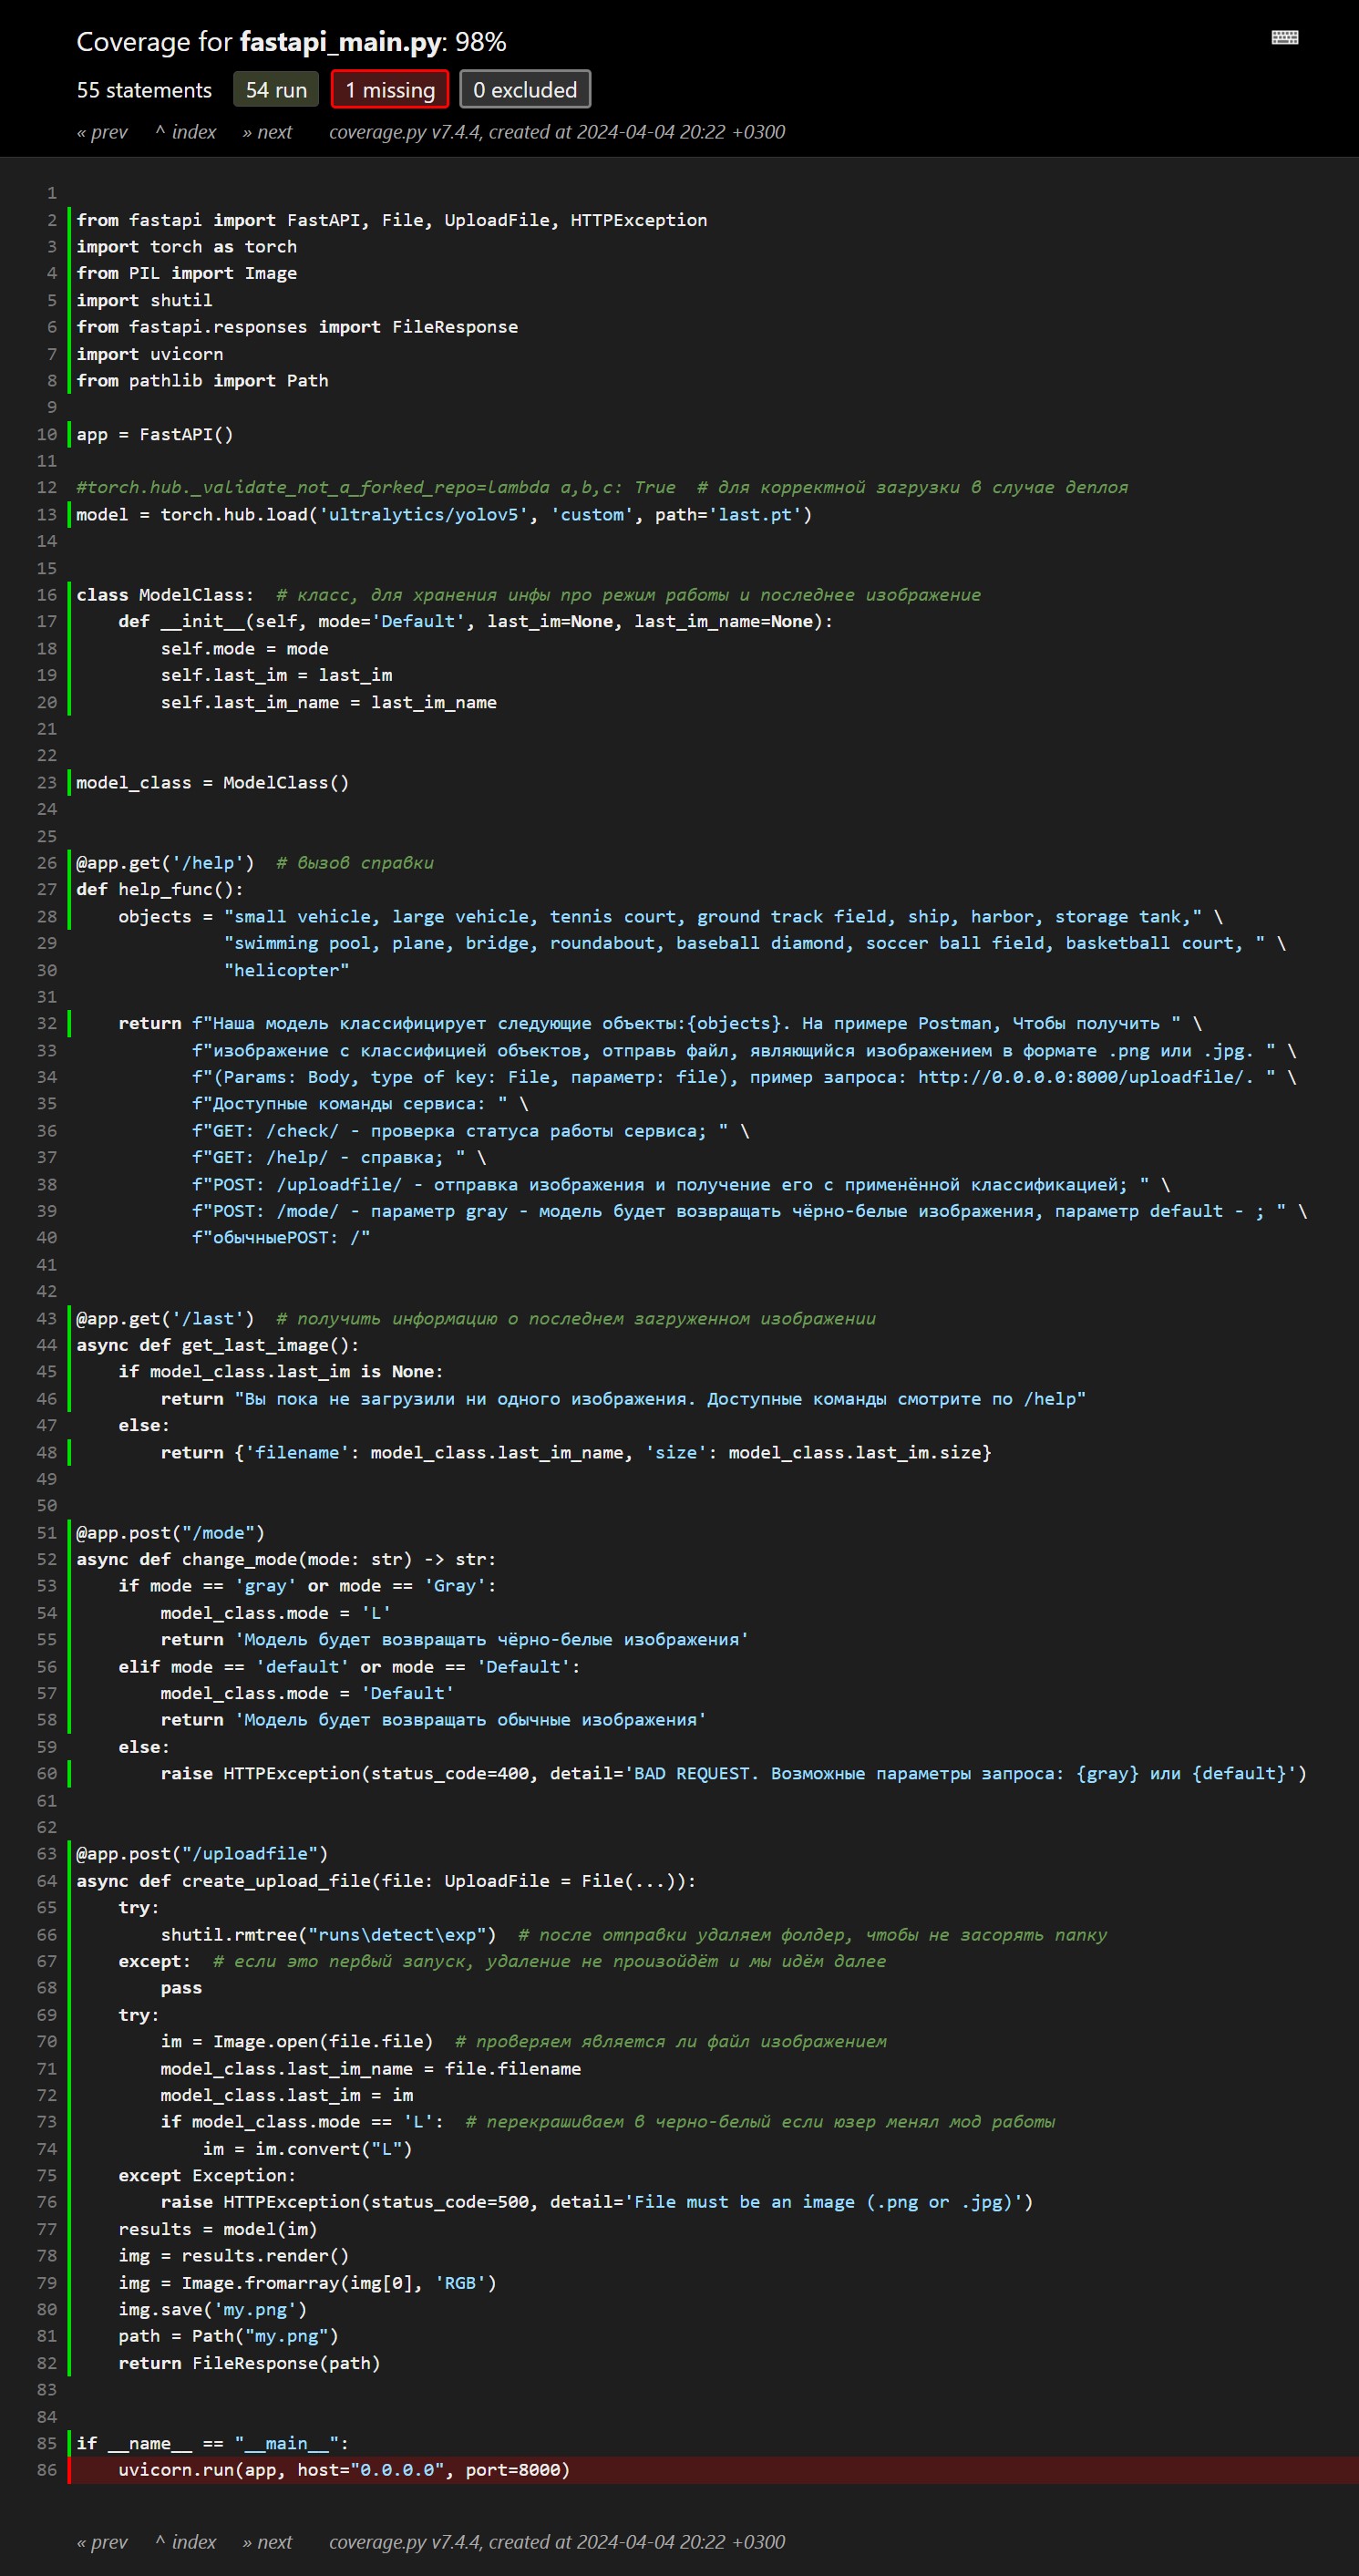 Coverage for fastapi_main.py: 98%
55 statements 54 run 1 missing 0 excluded
« prev ^ index » next coverage.py v7.4.4, created at 2024-04-04 20:22 +0300
1
2 from fastapi import FastAPI, File, UploadFile, HTTPException
3 import torch as torch
4 from PIL import Image
5 import shutil
6 from fastapi.responses import FileResponse
7 import uvicorn
8 from pathlib import Path
9
10 app = FastAPI()
11
12 #torch.hub._validate_not_a_forked_repo=lambda a,b,c: True  # для корректной загрузки в случае деплоя
13 model = torch.hub.load('ultralytics/yolov5', 'custom', path='last.pt')
14
15
16 class ModelClass:  # класс, для хранения инфы про режим работы и последнее изображение
17     def __init__(self, mode='Default', last_im=None, last_im_name=None):
18         self.mode = mode
19         self.last_im = last_im
20         self.last_im_name = last_im_name
21
22
23 model_class = ModelClass()
24
25
26 @app.get('/help')  # вызов справки
27 def help_func():
28     objects = "small vehicle, large vehicle, tennis court, ground track field, ship, harbor, storage tank," \
29               "swimming pool, plane, bridge, roundabout, baseball diamond, soccer ball field, basketball court, " \
30               "helicopter"
31
32     return f"Наша модель классифицирует следующие объекты:{objects}. На примере Postman, Чтобы получить " \
33            f"изображение с классифицией объектов, отправь файл, являющийся изображением в формате .png или .jpg. " \
34            f"(Params: Body, type of key: File, параметр: file), пример запроса: http://0.0.0.0:8000/uploadfile/. " \
35            f"Доступные команды сервиса: " \
36            f"GET: /check/ - проверка статуса работы сервиса; " \
37            f"GET: /help/ - справка; " \
38            f"POST: /uploadfile/ - отправка изображения и получение его с применённой классификацией; " \
39            f"POST: /mode/ - параметр gray - модель будет возвращать чёрно-белые изображения, параметр default - ; " \
40            f"обычныеPOST: /"
41
42
43 @app.get('/last')  # получить информацию о последнем загруженном изображении
44 async def get_last_image():
45     if model_class.last_im is None:
46         return "Вы пока не загрузили ни одного изображения. Доступные команды смотрите по /help"
47     else:
48         return {'filename': model_class.last_im_name, 'size': model_class.last_im.size}
49
50
51 @app.post("/mode")
52 async def change_mode(mode: str) -> str:
53     if mode == 'gray' or mode == 'Gray':
54         model_class.mode = 'L'
55         return 'Модель будет возвращать чёрно-белые изображения'
56     elif mode == 'default' or mode == 'Default':
57         model_class.mode = 'Default'
58         return 'Модель будет возвращать обычные изображения'
59     else:
60         raise HTTPException(status_code=400, detail='BAD REQUEST. Возможные параметры запроса: {gray} или {default}')
61
62
63 @app.post("/uploadfile")
64 async def create_upload_file(file: UploadFile = File(...)):
65     try:
66         shutil.rmtree("runs\detect\exp")  # после отправки удаляем фолдер, чтобы не засорять папку
67     except:  # если это первый запуск, удаление не произойдёт и мы идём далее
68         pass
69     try:
70         im = Image.open(file.file)  # проверяем является ли файл изображением
71         model_class.last_im_name = file.filename
72         model_class.last_im = im
73         if model_class.mode == 'L':  # перекрашиваем в черно-белый если юзер менял мод работы
74             im = im.convert("L")
75     except Exception:
76         raise HTTPException(status_code=500, detail='File must be an image (.png or .jpg)')
77     results = model(im)
78     img = results.render()
79     img = Image.fromarray(img[0], 'RGB')
80     img.save('my.png')
81     path = Path("my.png")
82     return FileResponse(path)
83
84
85 if __name__ == "__main__":
86     uvicorn.run(app, host="0.0.0.0", port=8000)
« prev ^ index » next coverage.py v7.4.4, created at 2024-04-04 20:22 +0300